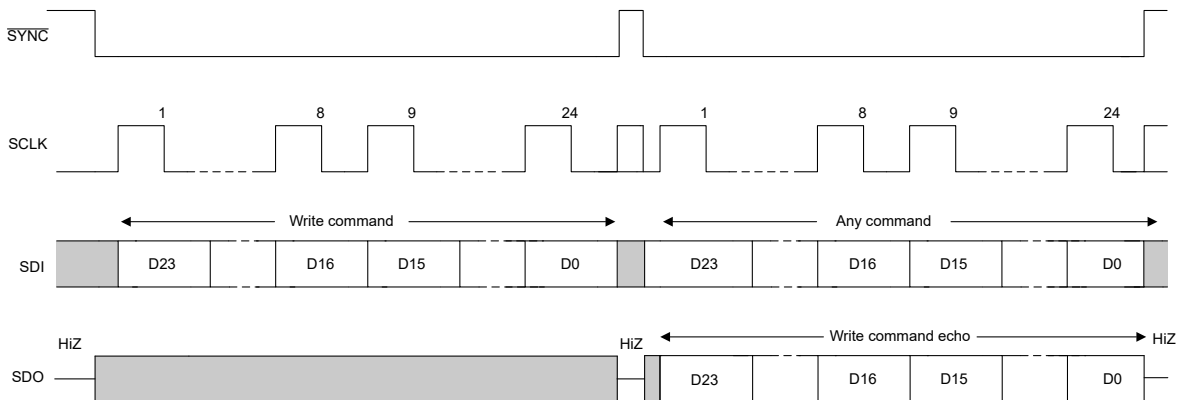 SYNC
1 8 9 24 1 8 9 24
SCLK
Write command Any command
SDI D23 D16 D15 D0 D23 D16 D15 D0
HiZ HiZ Write command echo HiZ
SDO D23 D16 D15 D0